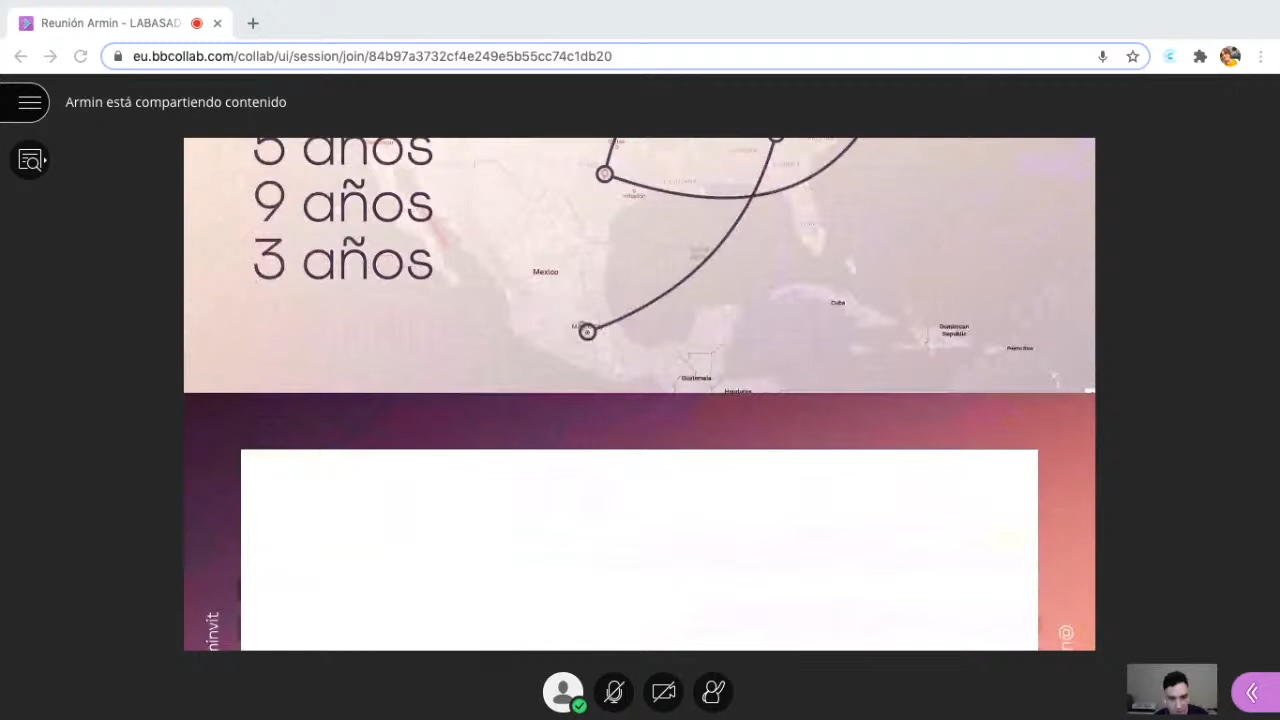 Reunión Armin - LABASAD
eu.bbcollab.com/collab/ui/session/join/84b97a3732cf4e249e5b55cc74c1db20
Armin está compartiendo contenido
5 años
9 años
3 años
Mexico
Cuba
Dominican
Republic
Puerto Rico
Guatemala
Honduras